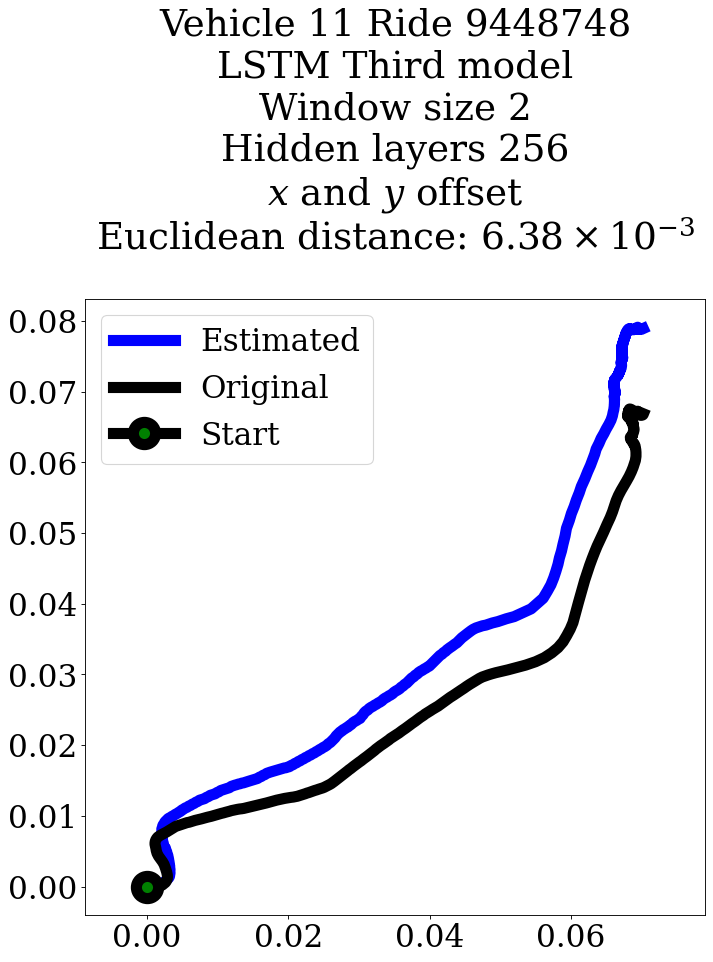 Vehicle 11 Ride 9448748
LSTM Third model
Window size 2
Hidden layers 256
x and y offset
Euclidean distance: 6.38 × 10⁻³
Estimated
Original
Start
0.08
0.07
0.06
0.05
0.04
0.03
0.02
0.01
0.00
0.00 0.02 0.04 0.06